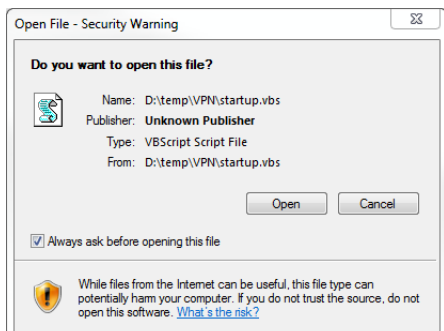 Open File - Security Warning
Do you want to open this file?
Name: D:\temp\VPN\startup.vbs
Publisher: Unknown Publisher
Type: VBScript Script File
From: D:\temp\VPN\startup.vbs
Open Cancel
Always ask before opening this file
While files from the Internet can be useful, this file type can
potentially harm your computer. If you do not trust the source, do not
open this software. What's the risk?